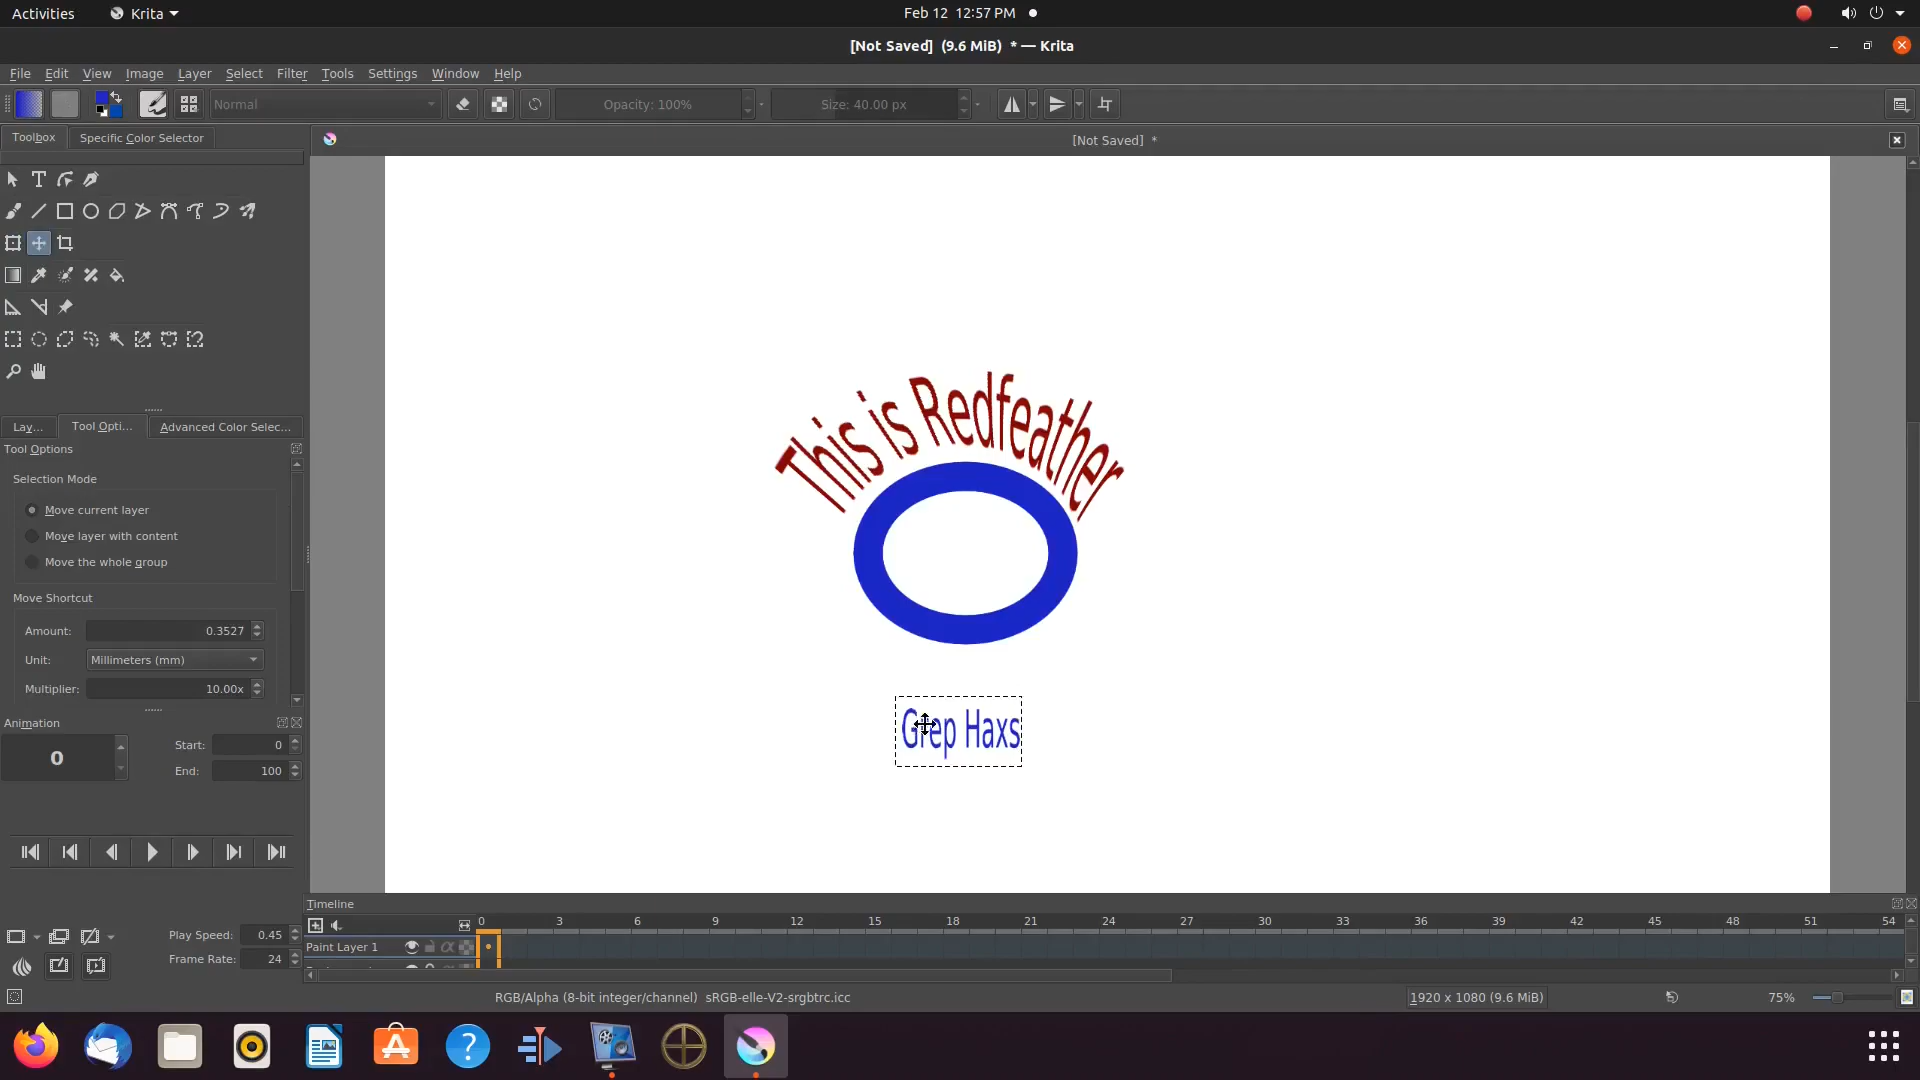 Activities Krita Feb 12 12:57 PM
[Not Saved] (9.6 MiB) * — Krita
File Edit View Image Layer Select Filter Tools Settings Window Help
Normal Opacity: 100% Size: 40.00 px
Toolbox Specific Color Selector [Not Saved] *
This is Redfeather
Lay... Tool Opti... Advanced Color Selec...
Tool Options
Selection Mode
Move current layer
Move layer with content
Move the whole group
Move Shortcut
Amount: 0.3527
Unit: Millimeters (mm)
Multiplier: 10.00x
Grep Haxs
Animation
0 Start: 0
End: 100
Timeline
0 3 6 9 12 15 18 21 24 27 30 33 36 39 42 45 48 51 54
Play Speed: 0.45 Paint Layer 1
Frame Rate: 24
RGB/Alpha (8-bit integer/channel) sRGB-elle-V2-srgbtrc.icc 1920 x 1080 (9.6 MiB) 75%